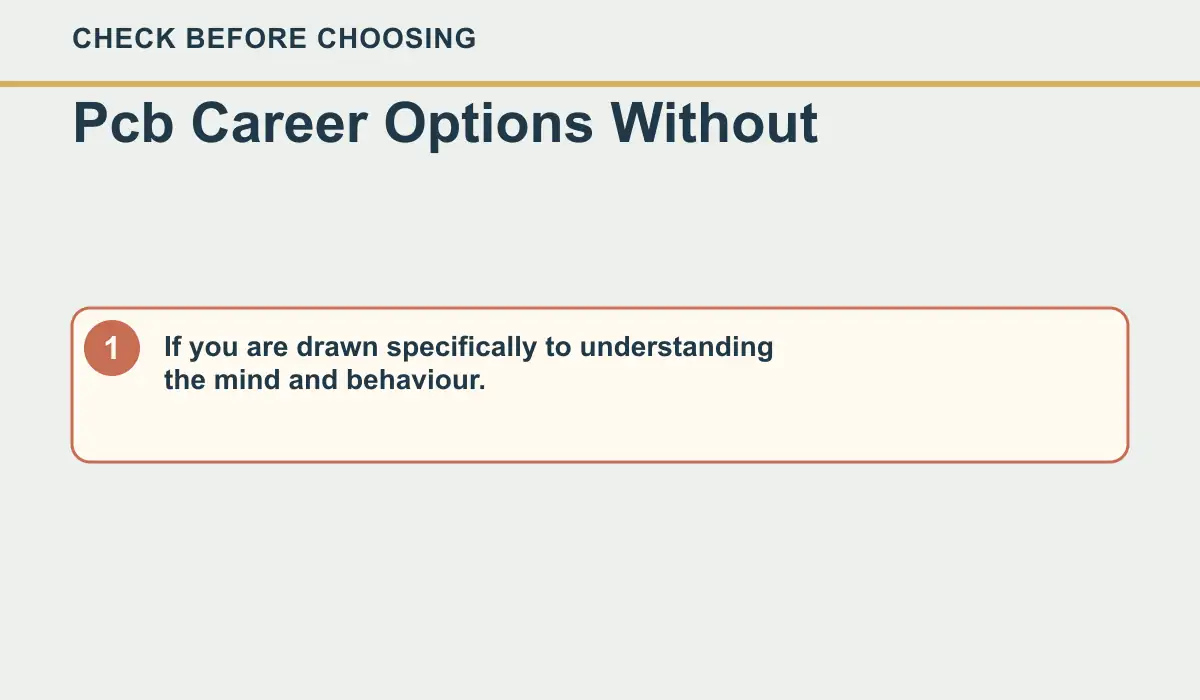 CHECK BEFORE CHOOSING
Pcb Career Options Without
1
If you are drawn specifically to understanding
the mind and behaviour.